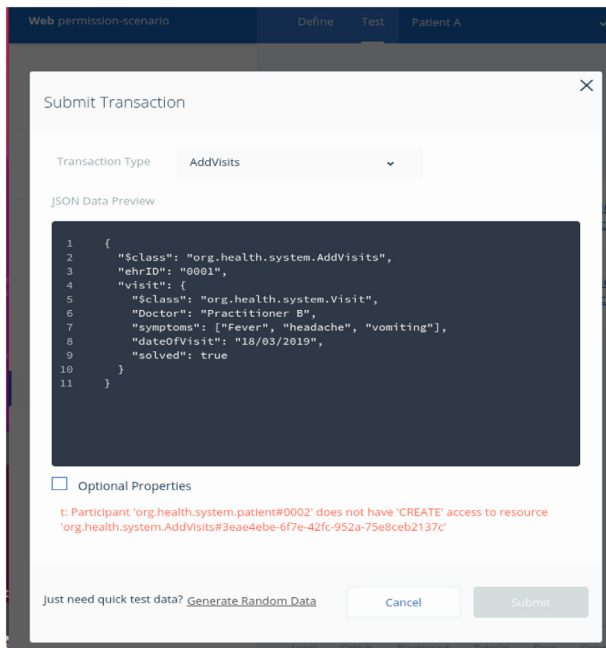 Web permission-scenario
Define Test Patient A
Submit Transaction
Transaction Type AddVisits
JSON Data Preview
1 {
2 "$class": "org.health.system.AddVisits",
3 "ehrID": "0001",
4 "visit": {
5 "$class": "org.health.system.Visit",
6 "Doctor": "Practitioner B",
7 "symptoms": ["Fever", "headache", "vomiting"],
8 "dateOfVisit": "18/03/2019",
9 "solved": true
10 }
11 }
Optional Properties
t: Participant 'org.health.system.patient#0002' does not have 'CREATE' access to resource
'org.health.system.AddVisits#3eae4ebe-6f7e-42fc-952a-75e8ceb2137c'
Just need quick test data? Generate Random Data Cancel Submit